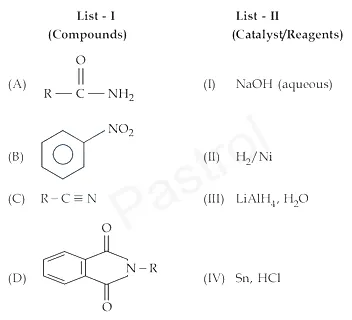 List - I List - II
(Compounds) (Catalyst/Reagents)
O
(A) R — C — NH₂ (I) NaOH (aqueous)
NO₂
(B) (II) H₂/Ni
(C) R – C ≡ N (III) LiAlH₄, H₂O
O
(D) N – R (IV) Sn, HCl
O
Pastrol